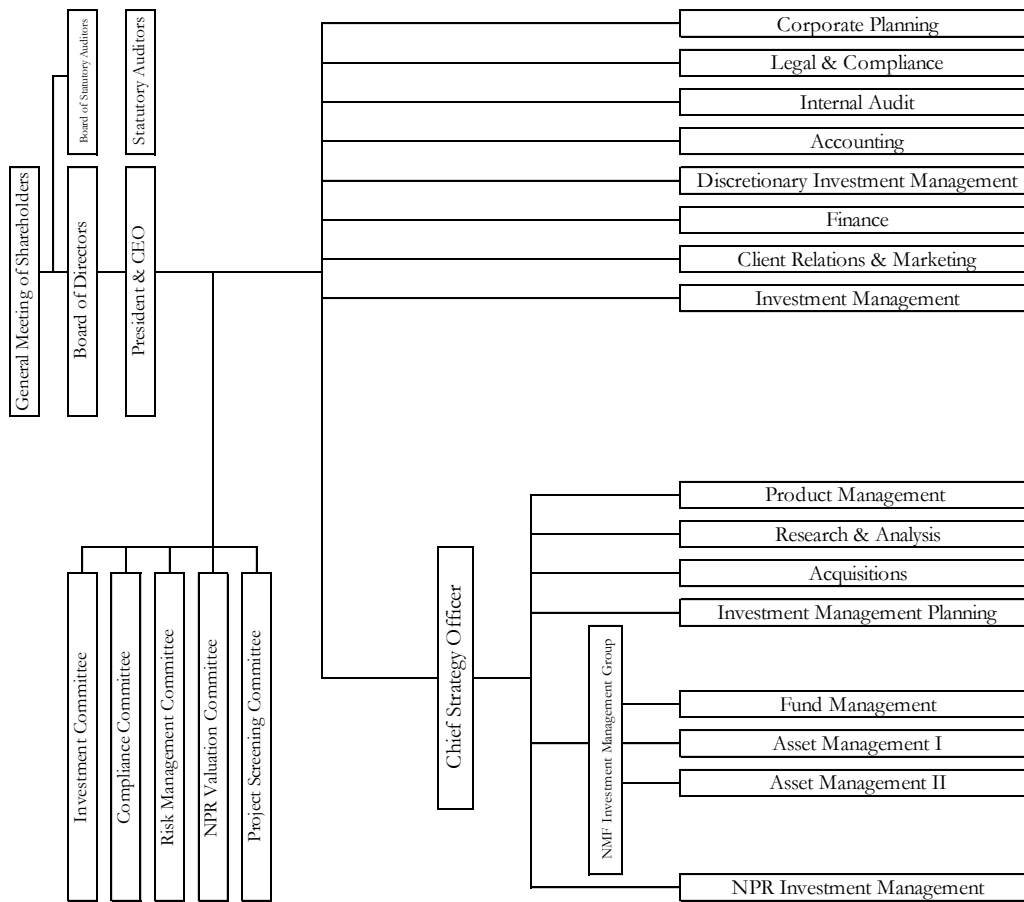 General Meeting of Shareholders
Board of Statutory Auditors
Board of Directors
Statutory Auditors
President & CEO
Corporate Planning
Legal & Compliance
Internal Audit
Accounting
Discretionary Investment Management
Finance
Client Relations & Marketing
Investment Management
Investment Committee
Compliance Committee
Risk Management Committee
NPR Valuation Committee
Project Screening Committee
Chief Strategy Officer
Product Management
Research & Analysis
Acquisitions
Investment Management Planning
NMF Investment Management Group
Fund Management
Asset Management I
Asset Management II
NPR Investment Management